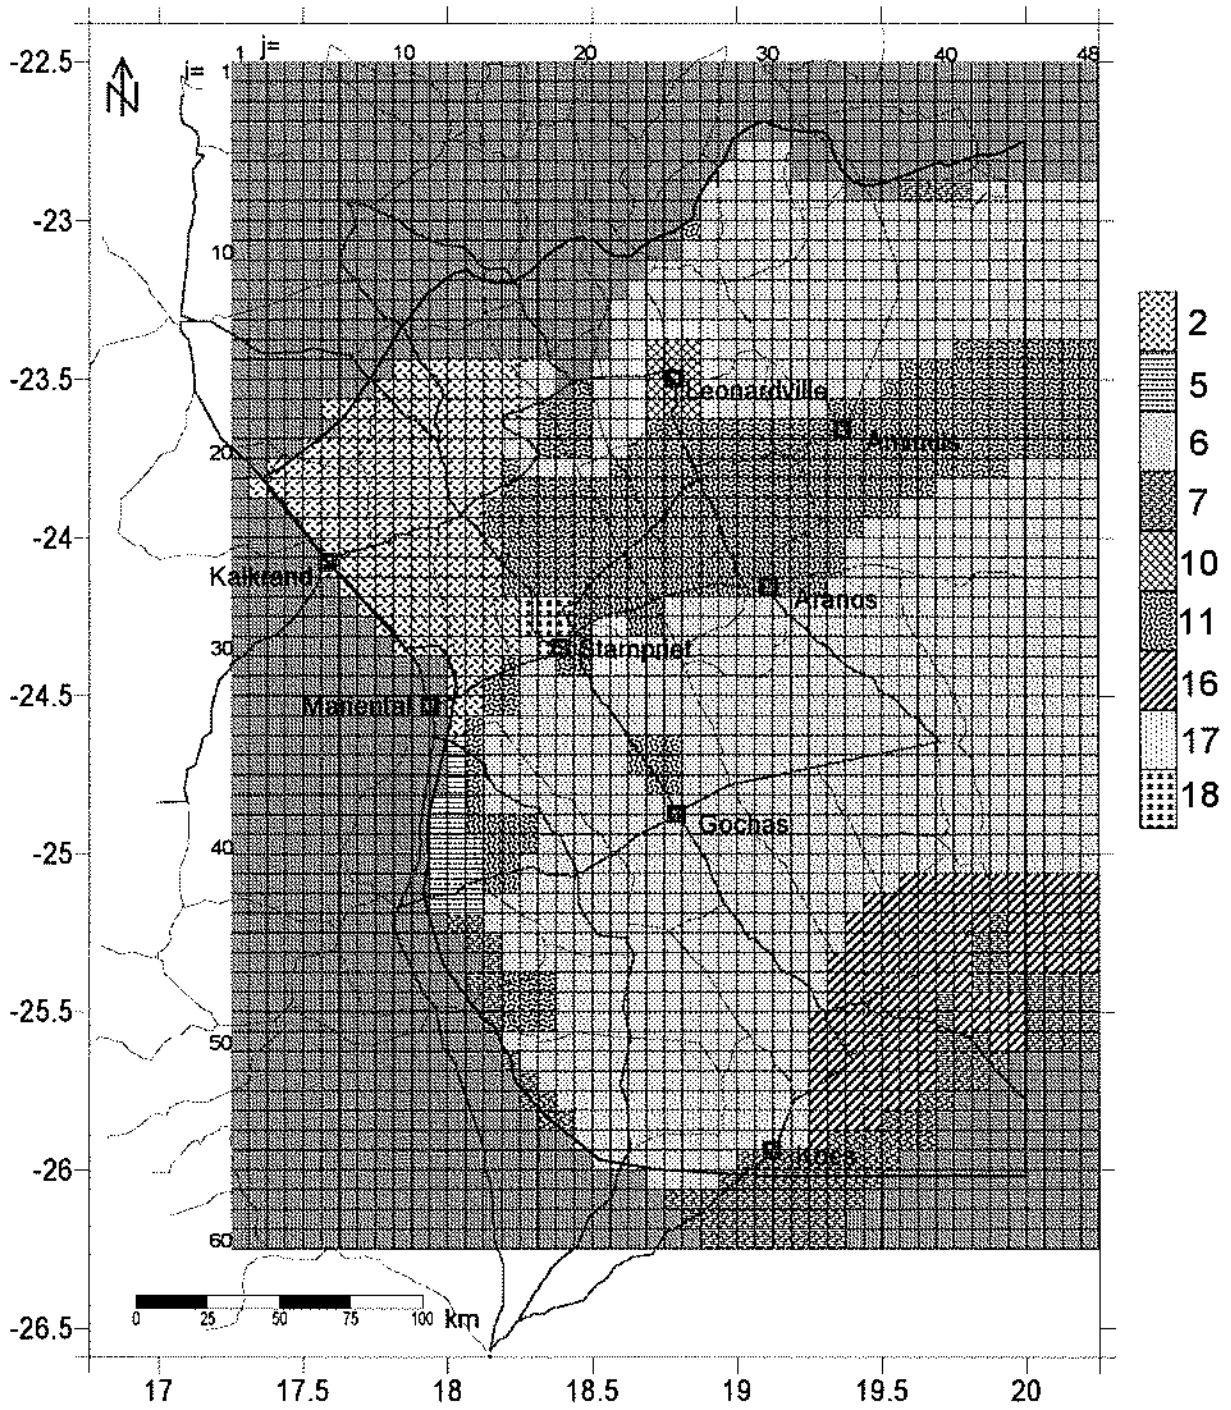 -22.5
1 j= 10 20 30 40 48
i= 1
N
-23
10
2
-23.5
5
Leonardville
6
Aminuis
20
7
-24
10
Kalkrand
Aranos
11
30
Stampriet
16
-24.5
Mariental
17
18
Gochas
40
-25
-25.5
50
Koes
-26
60
0 25 50 75 100 km
-26.5
17 17.5 18 18.5 19 19.5 20